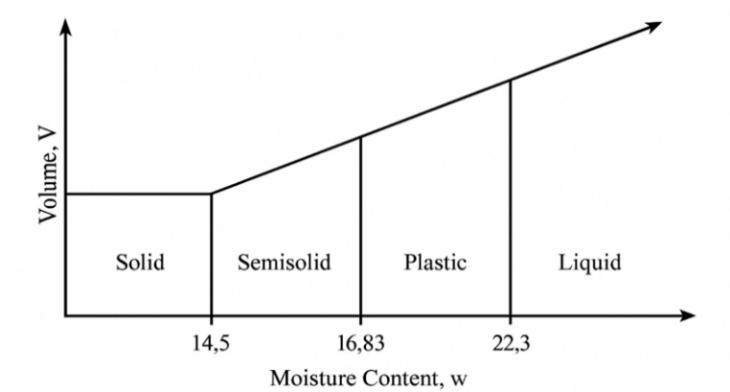 Volume, V
Solid
Semisolid
Plastic
Liquid
14,5
16,83
22,3
Moisture Content, w